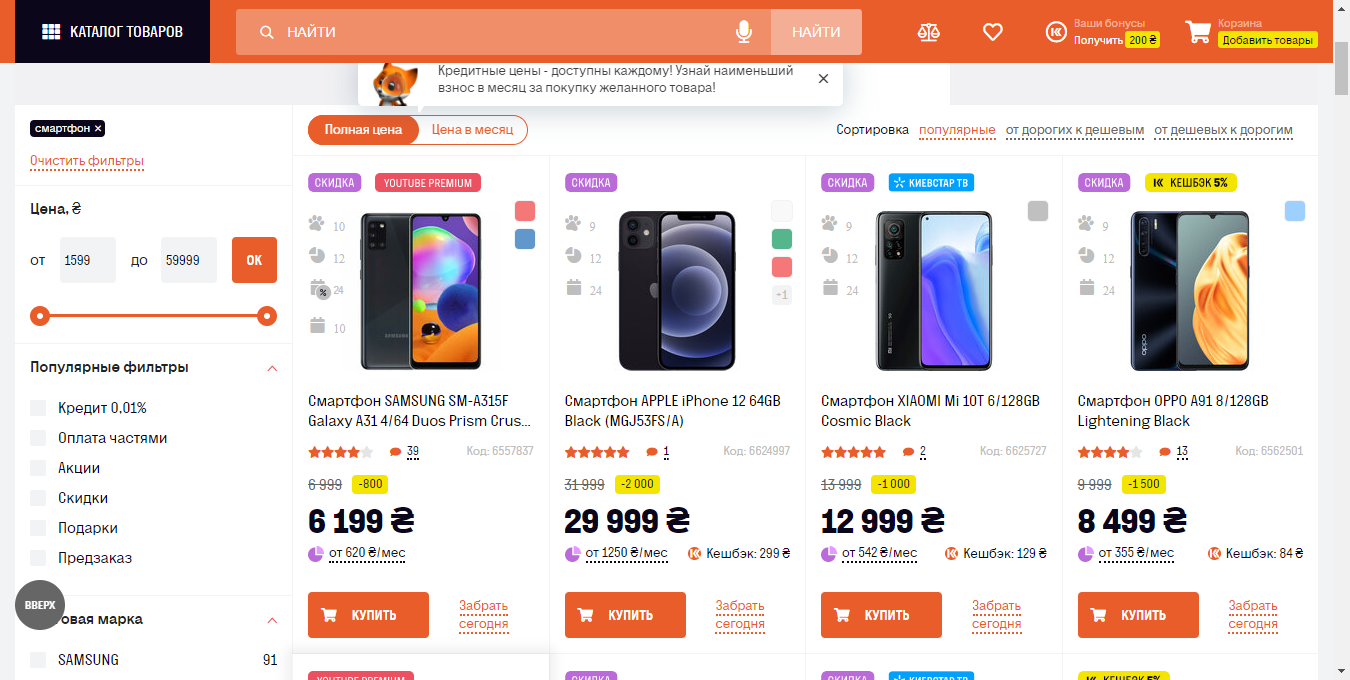 КАТАЛОГ ТОВАРОВ
НАЙТИ
НАЙТИ
Ваши бонусы
Получить 200 ₴
Корзина
Добавить товары
Кредитные цены - доступны каждому! Узнай наименьший
взнос в месяц за покупку желанного товара!
смартфон ×
Очистить фильтры
Цена, ₴
от 1599 до 59999 ОК
Популярные фильтры
Кредит 0,01%
Оплата частями
Акции
Скидки
Подарки
Предзаказ
ВВЕРХ
овая марка
SAMSUNG 91
Полная цена Цена в месяц
Сортировка популярные от дорогих к дешевым от дешевых к дорогим
СКИДКА YOUTUBE PREMIUM
10
12
% 24
10
SAMSUNG
Смартфон SAMSUNG SM-A315F
Galaxy A31 4/64 Duos Prism Crus...
39 Код: 6557837
6 999 -800
6 199 ₴
от 620 ₴/мес
КУПИТЬ
Забрать
сегодня
YOUTUBE PREMIUM
СКИДКА
9
12
24
+1
Смартфон APPLE iPhone 12 64GB
Black (MGJ53FS/A)
1 Код: 6624997
31 999 -2 000
29 999 ₴
от 1250 ₴/мес Кешбэк: 299 ₴
КУПИТЬ
Забрать
сегодня
СКИДКА
СКИДКА КИЕВСТАР ТВ
9
12
24
Смартфон XIAOMI Mi 10T 6/128GB
Cosmic Black
2 Код: 6625727
13 999 -1 000
12 999 ₴
от 542 ₴/мес Кешбэк: 129 ₴
КУПИТЬ
Забрать
сегодня
СКИДКА КИЕВСТАР ТВ
СКИДКА КЕШБЭК 5%
9
12
24
oppo
Смартфон OPPO A91 8/128GB
Lightening Black
13 Код: 6562501
9 999 -1 500
8 499 ₴
от 355 ₴/мес Кешбэк: 84 ₴
КУПИТЬ
Забрать
сегодня
КЕШБЭК 5%